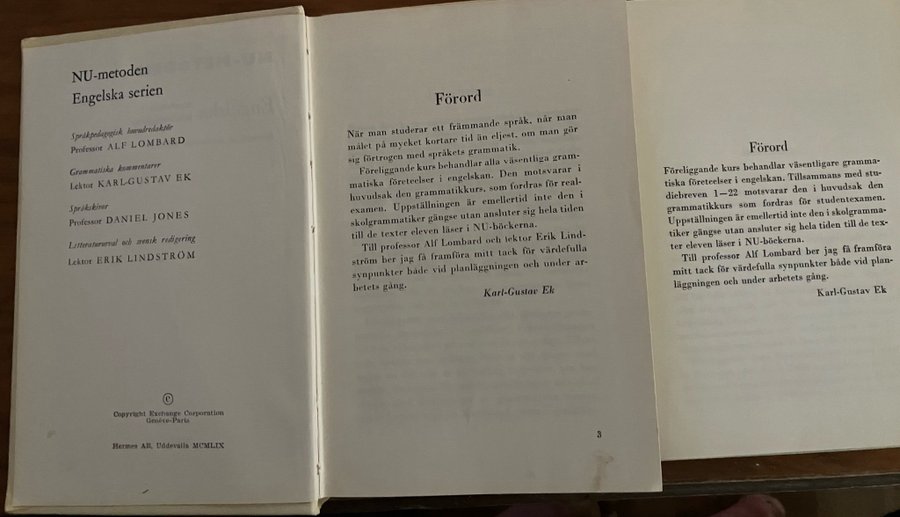 NU-metoden
Engelska serien
Språkpedagogisk huvudredaktör
Professor ALF LOMBARD
Grammatiska kommentarer
Lektor KARL-GUSTAV EK
Språkskivor
Professor DANIEL JONES
Litteratururval och svensk redigering
Lektor ERIK LINDSTRÖM
©
Copyright Exchange Corporation
Genève-Paris
Hermes AB, Uddevalla MCMLIX
Förord
När man studerar ett främmande språk, når man
målet på mycket kortare tid än eljest, om man gör
sig förtrogen med språkets grammatik.
Föreliggande kurs behandlar alla väsentliga gram-
matiska företeelser i engelskan. Den motsvarar i
huvudsak den grammatikkurs, som fordras för real-
examen. Uppställningen är emellertid inte den i
skolgrammatiker gängse utan ansluter sig hela tiden
till de texter eleven läser i NU-böckerna.
Till professor Alf Lombard och lektor Erik Lind-
ström ber jag få framföra mitt tack för värdefulla
synpunkter både vid planläggningen och under ar-
betets gång.
Karl-Gustav Ek
3
Förord
Föreliggande kurs behandlar väsentligare gramma-
tiska företeelser i engelskan. Tillsammans med stu-
diebreven 1—22 motsvarar den i huvudsak den
grammatikkurs som fordras för studentexamen.
Uppställningen är emellertid inte den i skolgramma-
tiker gängse utan ansluter sig hela tiden till de tex-
ter eleven läser i NU-böckerna.
Till professor Alf Lombard ber jag få framföra
mitt tack för värdefulla synpunkter både vid plan-
läggningen och under arbetets gång.
Karl-Gustav Ek